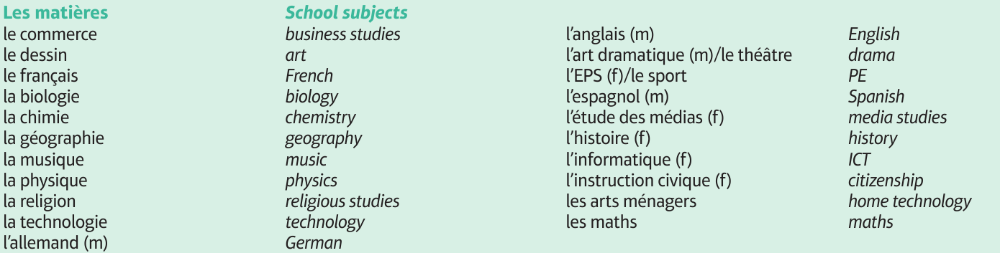 Les matières School subjects
le commerce business studies
le dessin art
le français French
la biologie biology
la chimie chemistry
la géographie geography
la musique music
la physique physics
la religion religious studies
la technologie technology
l’allemand (m) German
l’anglais (m) English
l’art dramatique (m)/le théâtre drama
l’EPS (f)/le sport PE
l’espagnol (m) Spanish
l’étude des médias (f) media studies
l’histoire (f) history
l’informatique (f) ICT
l’instruction civique (f) citizenship
les arts ménagers home technology
les maths maths